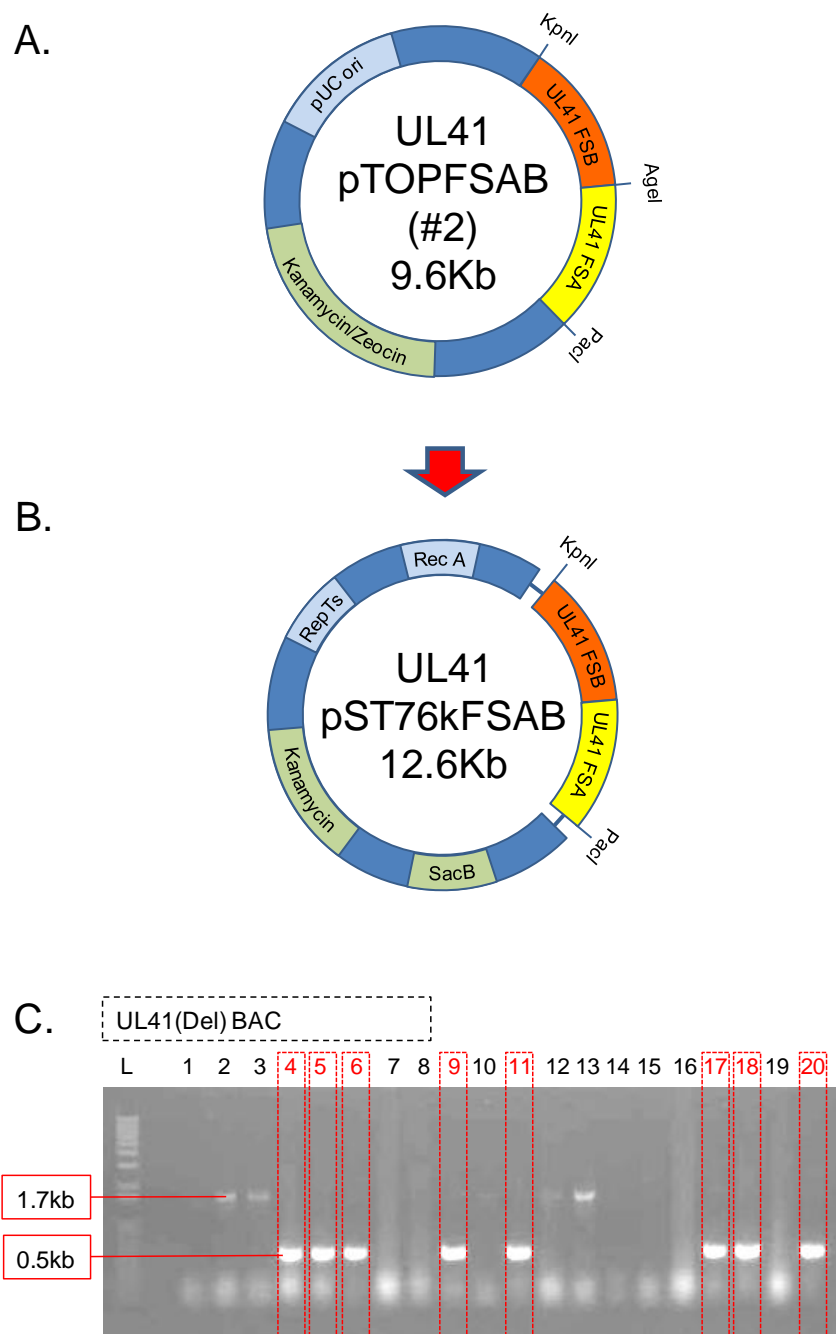 A.
KpnI
pUC ori
UL41 FSB
UL41
pTOPFSAB
(#2)
9.6Kb
AgeI
UL41 FSA
Kanamycin/Zeocin
PacI
B.
Rec A
KpnI
RepTs
UL41 FSB
UL41
pST76kFSAB
12.6Kb
UL41 FSA
Kanamycin
PacI
SacB
C.
UL41(Del) BAC
L 1 2 3 4 5 6 7 8 9 10 11 12 13 14 15 16 17 18 19 20
1.7kb
0.5kb